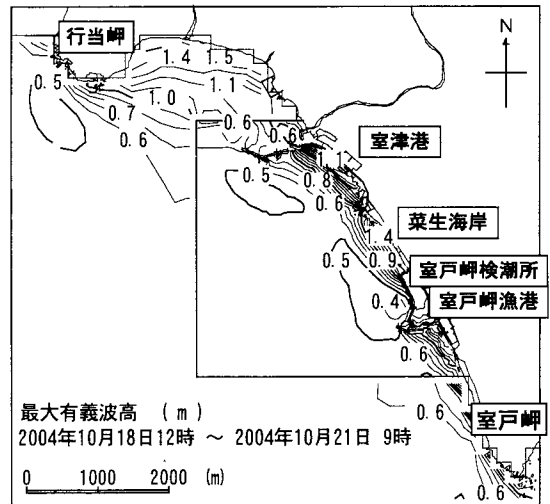 行当岬
N
1.4 1.5
0.5
1.1
1.0
0.7
0.6
0.6
0.6
室津港
1.1
0.5
0.8
0.6
菜生海岸
1.4
0.5
0.9
室戸岬検潮所
0.4
室戸岬漁港
0.6
0.6
室戸岬
最大有義波高 (m)
2004年10月18日12時 ~ 2004年10月21日 9時
0 1000 2000 (m)
0.6